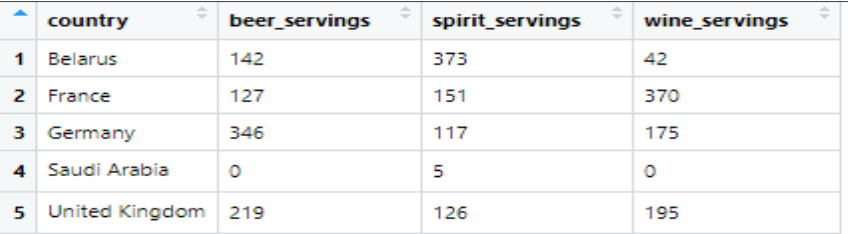 country beer_servings spirit_servings wine_servings
1 Belarus 142 373 42
2 France 127 151 370
3 Germany 346 117 175
4 Saudi Arabia 0 5 0
5 United Kingdom 219 126 195